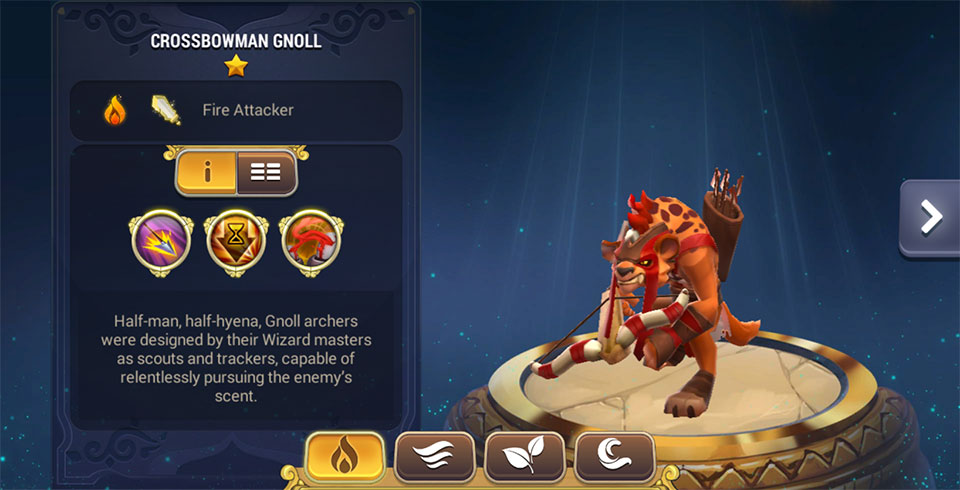 CROSSBOWMAN GNOLL
Fire Attacker
i
Half-man, half-hyena, Gnoll archers
were designed by their Wizard masters
as scouts and trackers, capable of
relentlessly pursuing the enemy's
scent.